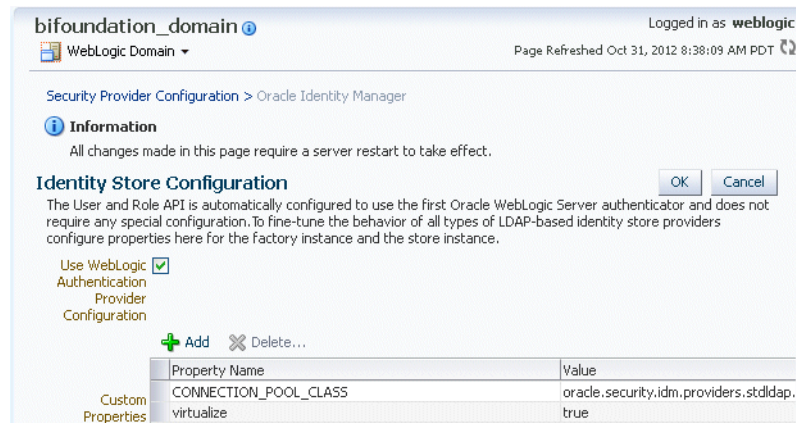 bifoundation_domain
Logged in as weblogic
WebLogic Domain
Page Refreshed Oct 31, 2012 8:38:09 AM PDT
Security Provider Configuration > Oracle Identity Manager
Information
All changes made in this page require a server restart to take effect.
Identity Store Configuration
OK Cancel
The User and Role API is automatically configured to use the first Oracle WebLogic Server authenticator and does not
require any special configuration.To fine-tune the behavior of all types of LDAP-based identity store providers
configure properties here for the factory instance and the store instance.
Use WebLogic
Authentication
Provider
Configuration
Add Delete...
Property Name Value
Custom
Properties
CONNECTION_POOL_CLASS oracle.security.idm.providers.stdldap.
virtualize true